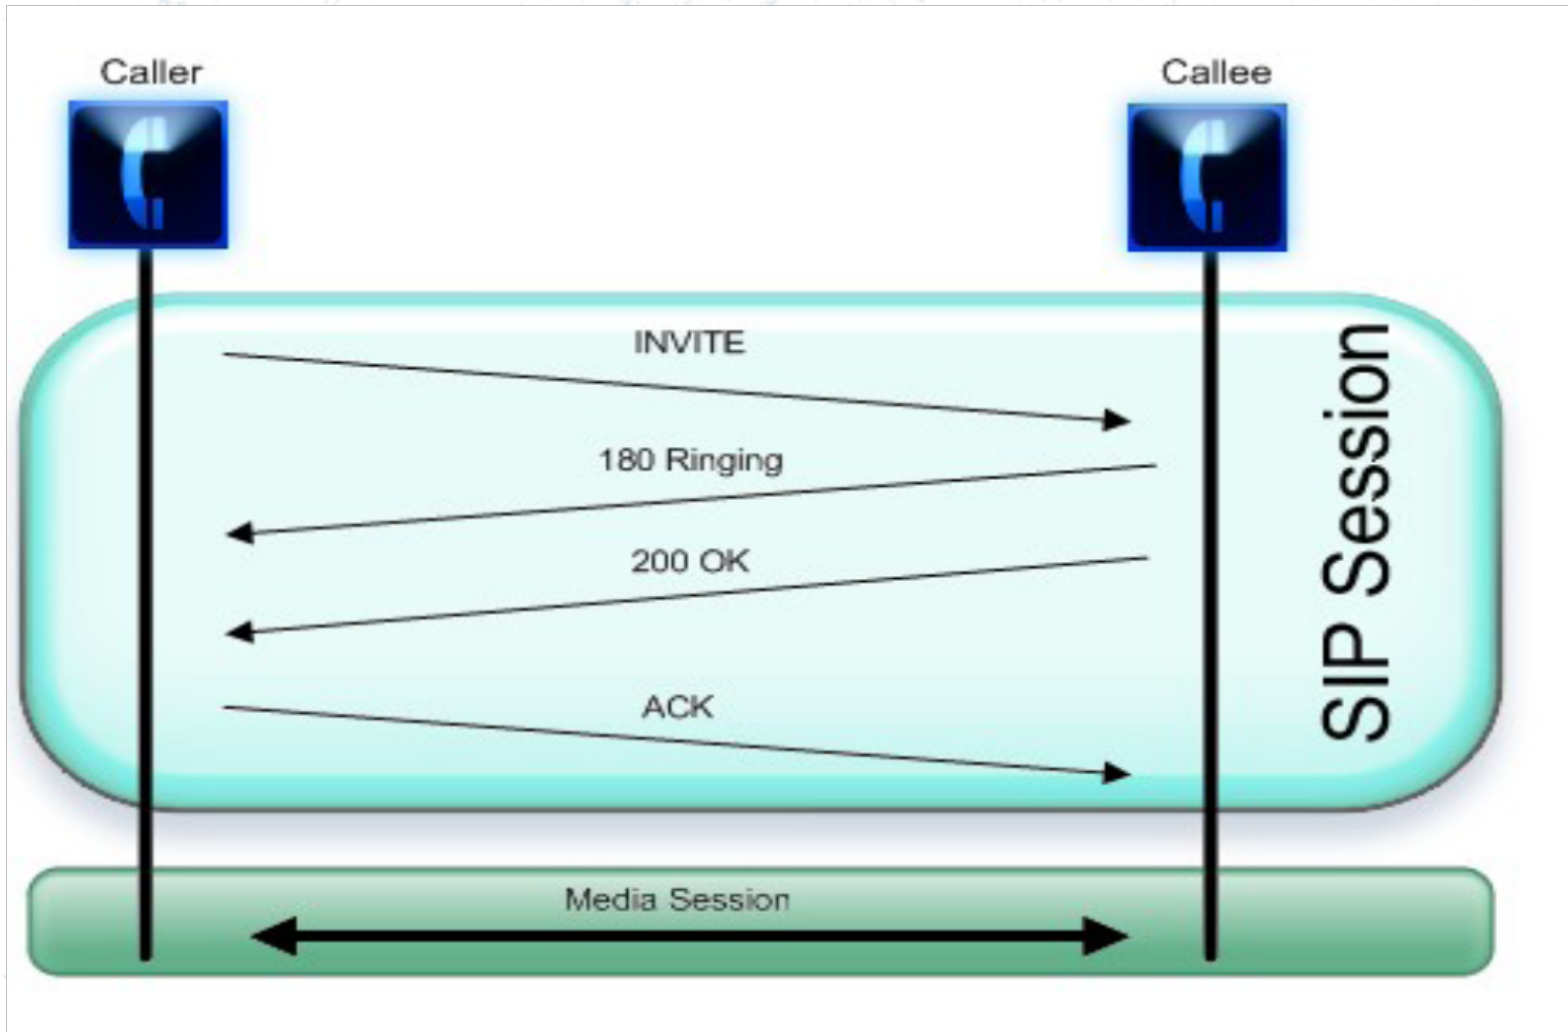 Caller
Callee
INVITE
180 Ringing
200 OK
ACK
SIP Session
Media Session